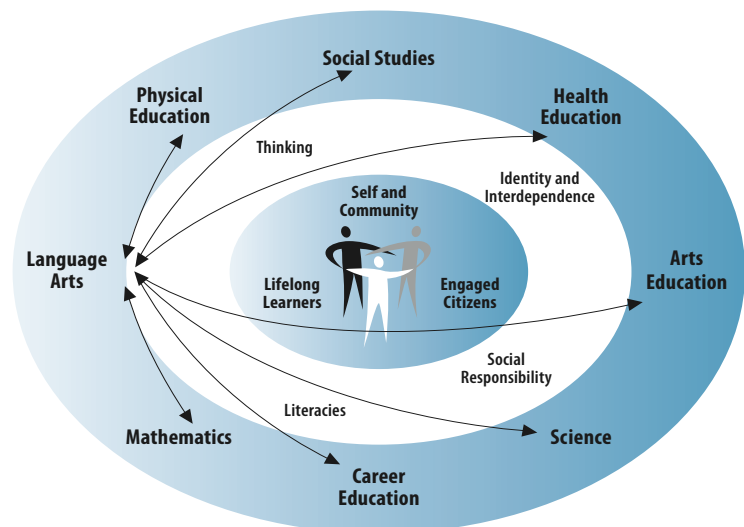 Social Studies
Physical
Education
Health
Education
Thinking
Identity and
Interdependence
Self and
Community
Language
Arts
Lifelong
Learners
Engaged
Citizens
Arts
Education
Social
Responsibility
Literacies
Mathematics
Science
Career
Education